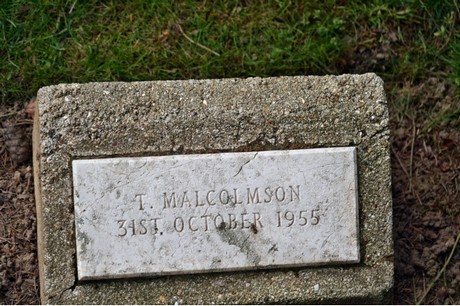 T. MALCOLMSON
31ST. OCTOBER 1955